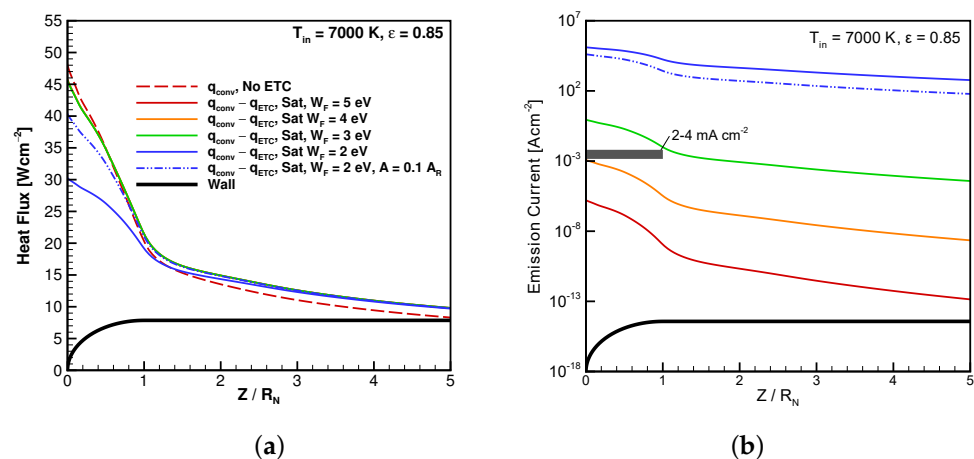 T_in = 7000 K, ε = 0.85
q_conv, No ETC
q_conv – q_ETC, Sat, W_F = 5 eV
q_conv – q_ETC, Sat W_F = 4 eV
q_conv – q_ETC, Sat, W_F = 3 eV
q_conv – q_ETC, Sat W_F = 2 eV
q_conv – q_ETC, Sat, W_F = 2 eV, A = 0.1 A_R
Wall
Heat Flux [Wcm^-2]
55
50
45
40
35
30
25
20
15
10
5
0
0 1 2 3 4 5
Z / R_N
(a)
T_in = 7000 K, ε = 0.85
2-4 mA cm^-2
Emission Current [Acm^-2]
10^7
10^2
10^-3
10^-8
10^-13
10^-18
0 1 2 3 4 5
Z / R_N
(b)